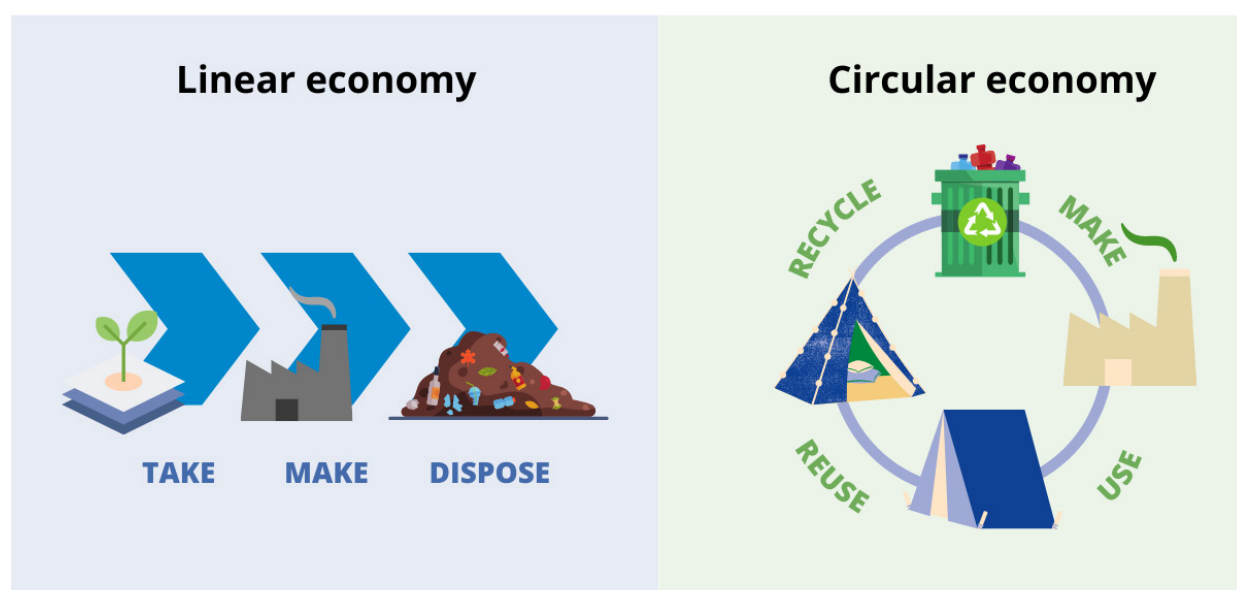 Linear economy
TAKE
MAKE
DISPOSE
Circular economy
RECYCLE
MAKE
REUSE
USE